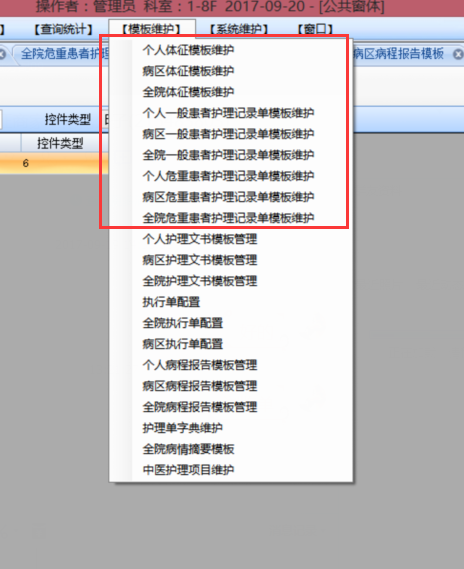 操作者：管理员 科室：1-8F 2017-09-20 - [公共窗体]
】 【查询统计】 【模板维护】 【系统维护】 【窗口】
全院危重患者护理 病区病程报告模板
个人体征模板维护
病区体征模板维护
全院体征模板维护
个人一般患者护理记录单模板维护
控件类型
病区一般患者护理记录单模板维护
控件类型
全院一般患者护理记录单模板维护
6
个人危重患者护理记录单模板维护
病区危重患者护理记录单模板维护
全院危重患者护理记录单模板维护
个人护理文书模板管理
病区护理文书模板管理
全院护理文书模板管理
执行单配置
全院执行单配置
病区执行单配置
个人病程报告模板管理
病区病程报告模板管理
全院病程报告模板管理
护理单字典维护
全院病情摘要模板
中医护理项目维护